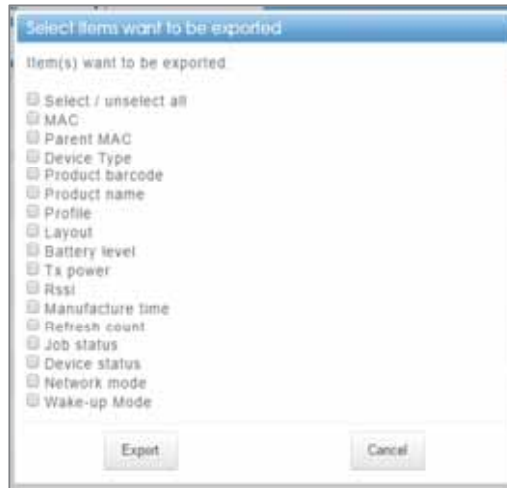 Select items want to be exported
Item(s) want to be exported.
Select / unselect all
MAC
Parent MAC
Device Type
Product barcode
Product name
Profile
Layout
Battery level
Tx power
Rssi
Manufacture time
Refresh count
Job status
Device status
Network mode
Wake-up Mode
Export
Cancel